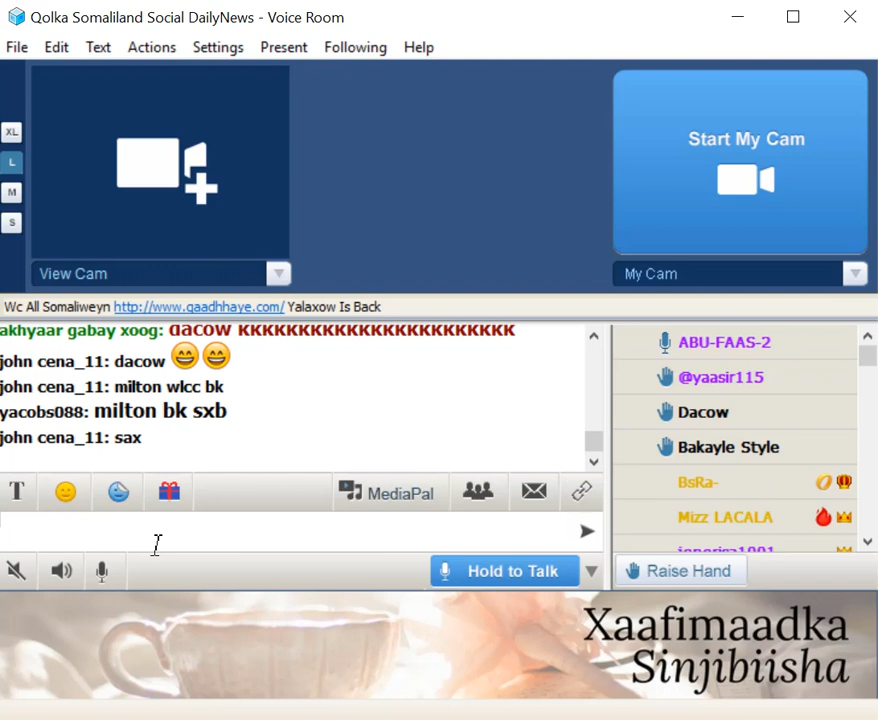 Qolka Somaliland Social DailyNews - Voice Room
File Edit Text Actions Settings Present Following Help
XL
L
M
S
Start My Cam
View Cam
My Cam
Wc All Somaliweyn http://www.qaadhhaye.com/ Yalaxow Is Back
akhyaar gabay xoog: dacow kkkkkkkkkkkkkkkkkkkkkkk
john cena_11: dacow 😄😄
john cena_11: milton wlcc bk
yacobs088: milton bk sxb
john cena_11: sax
ABU-FAAS-2
@yaasir115
Dacow
Bakayle Style
BsRa-
Mizz LACALA
T
MediaPal
Hold to Talk
Raise Hand
Xaafimaadka
Sinjibiisha